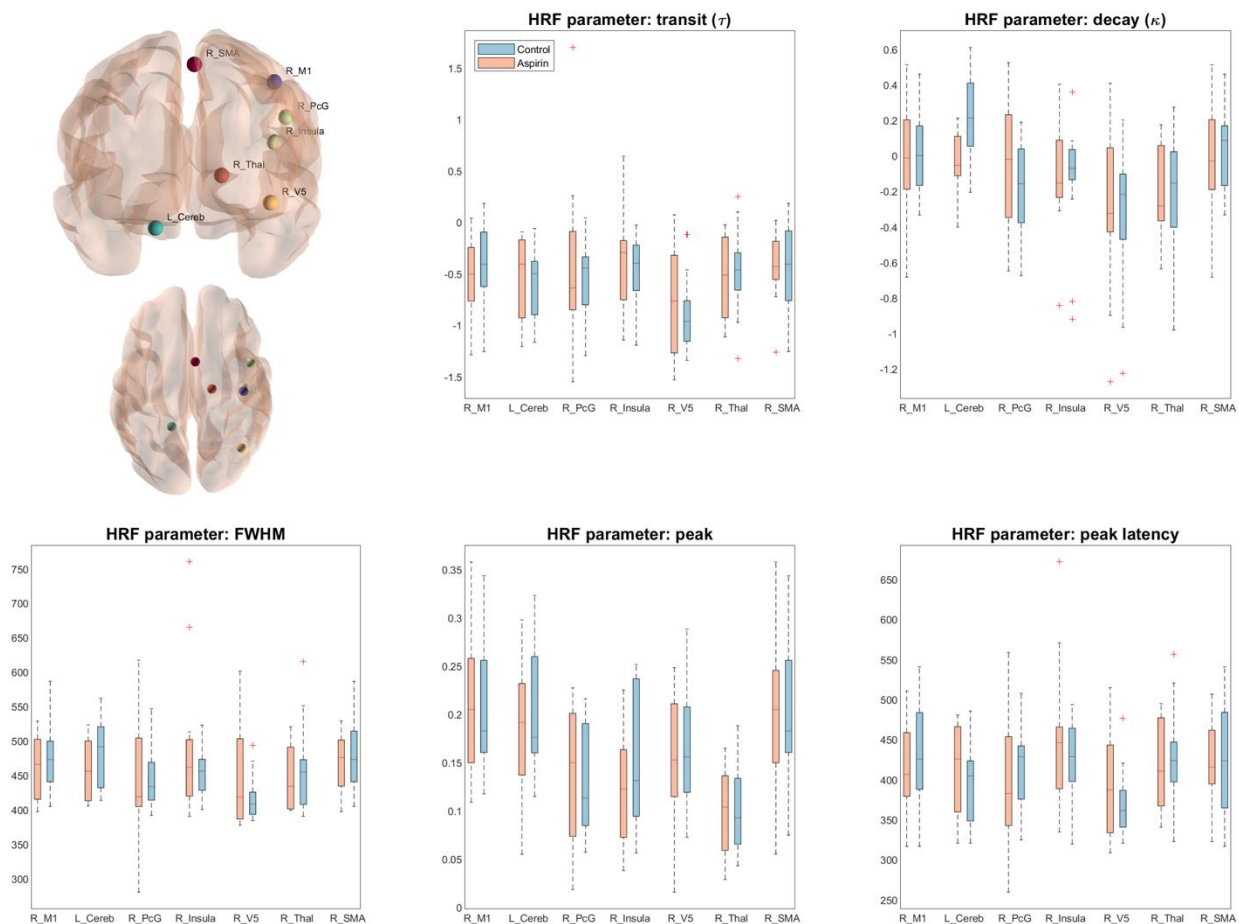 R_SMA
R_M1
R_PcG
R_Insula
R_Thal
R_V5
L_Cereb
HRF parameter: transit (τ)
Control
Aspirin
1.5
1
0.5
0
-0.5
-1
-1.5
R_M1 L_Cereb R_PcG R_Insula R_V5 R_Thal R_SMA
HRF parameter: decay (κ)
0.6
0.4
0.2
0
-0.2
-0.4
-0.6
-0.8
-1
-1.2
R_M1 L_Cereb R_PcG R_Insula R_V5 R_Thal R_SMA
HRF parameter: FWHM
750
700
650
600
550
500
450
400
350
300
R_M1 L_Cereb R_PcG R_Insula R_V5 R_Thal R_SMA
HRF parameter: peak
0.35
0.3
0.25
0.2
0.15
0.1
0.05
0
R_M1 L_Cereb R_PcG R_Insula R_V5 R_Thal R_SMA
HRF parameter: peak latency
650
600
550
500
450
400
350
300
250
R_M1 L_Cereb R_PcG R_Insula R_V5 R_Thal R_SMA